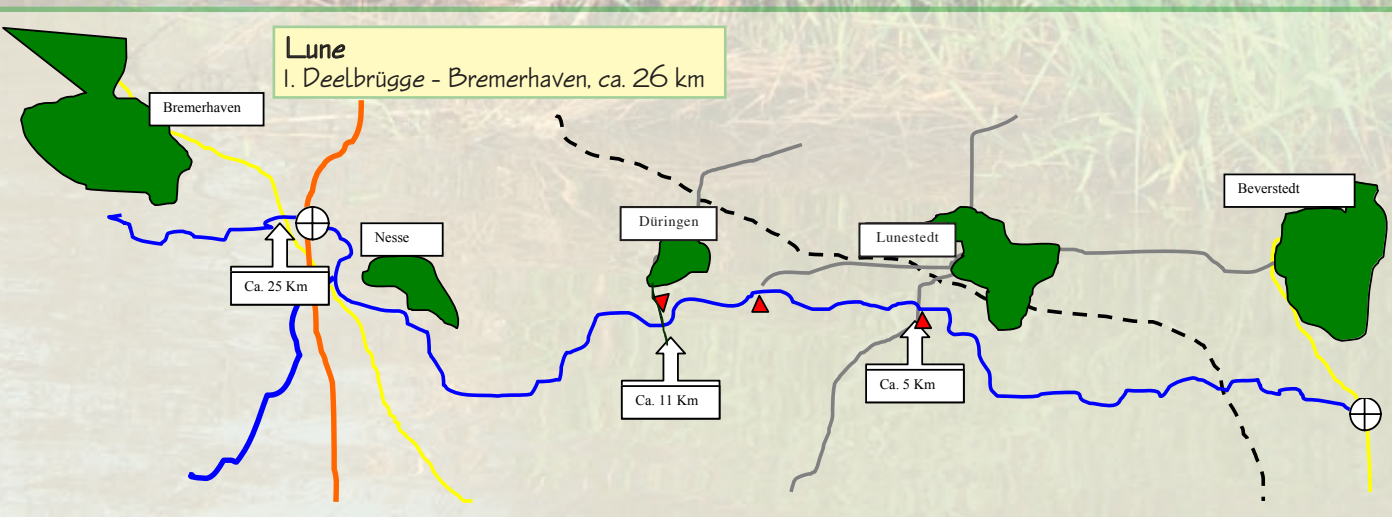 Lune
1. Deelbrügge - Bremerhaven, ca. 26 km
Bremerhaven
Beverstedt
Düringen
Nesse
Lunestedt
Ca. 25 Km
Ca. 5 Km
Ca. 11 Km